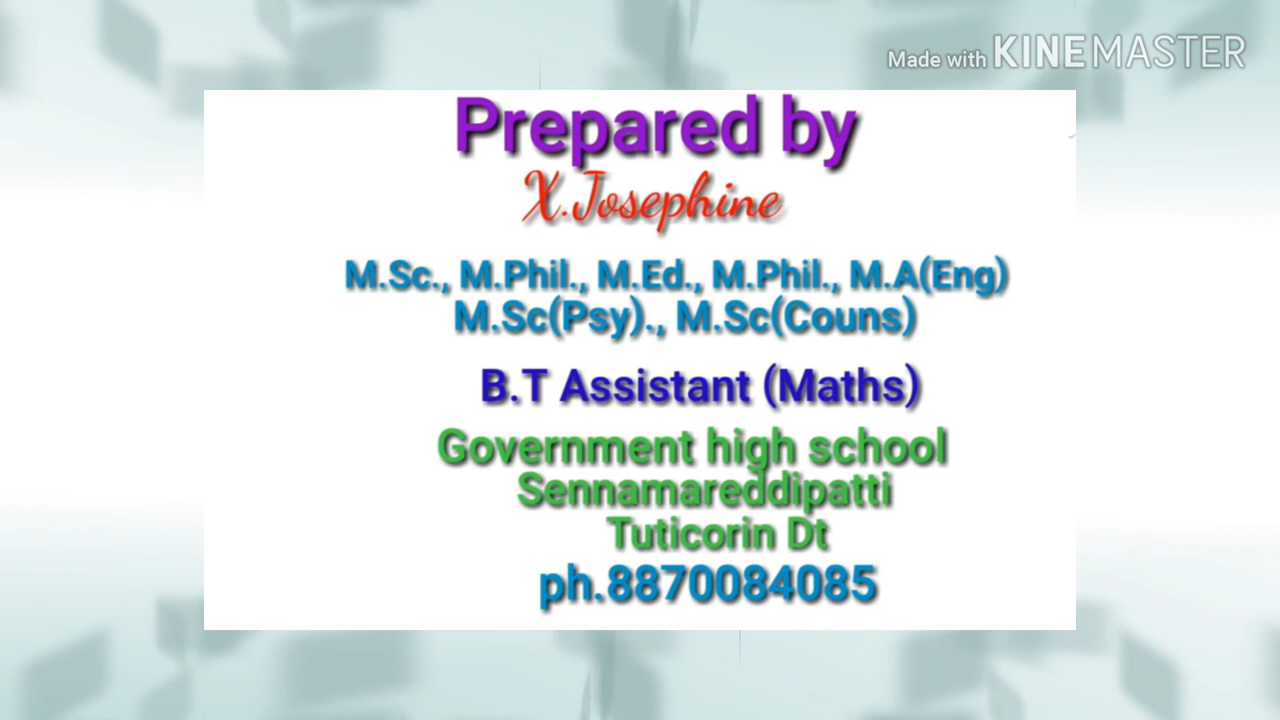 Made with KINEMASTER
Prepared by
X.Josephine
M.Sc., M.Phil., M.Ed., M.Phil., M.A(Eng)
M.Sc(Psy)., M.Sc(Couns)
B.T Assistant (Maths)
Government high school
Sennamareddipatti
Tuticorin Dt
ph.8870084085